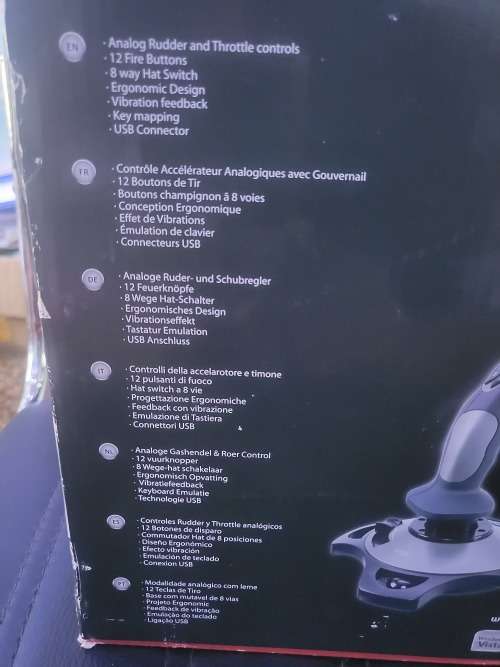 EN
· Analog Rudder and Throttle controls
· 12 Fire Buttons
· 8 way Hat Switch
· Ergonomic Design
· Vibration feedback
· Key mapping
· USB Connector
FR
· Contrôle Accélérateur Analogiques avec Gouvernail
· 12 Boutons de Tir
· Boutons champignon à 8 voies
· Conception Ergonomique
· Effet de Vibrations
· Émulation de clavier
· Connecteurs USB
DE
· Analoge Ruder- und Schubregler
· 12 Feuerknöpfe
· 8 Wege Hat-Schalter
· Ergonomisches Design
· Vibrationseffekt
· Tastatur Emulation
· USB Anschluss
IT
· Controlli della accelarotore e timone
· 12 pulsanti di fuoco
· Hat switch a 8 vie
· Progettazione Ergonomiche
· Feedback con vibrazione
· Emulazione di Tastiera
· Connettori USB
NL
· Analoge Gashendel & Roer Control
· 12 vuurknopper
· 8 Wege-hat schakelaar
· Ergonomisch Opvatting
· Vibratiefeedback
· Keyboard Emulatie
· Technologie USB
· Controles Rudder y Throttle analógicos
· 12 Botones de disparo
· Commutador Hat de 8 posiciones
· Diseño Ergonómico
· Efecto vibración
· Emulación de teclado
· Conexion USB
PT
· Modalidade analógico com leme
· 12 Teclas de Tiro
· Base com mutavel de 8 vias
· Projeto Ergonomic
· Feedback de vibração
· Emulação do teclado
· Ligação USB